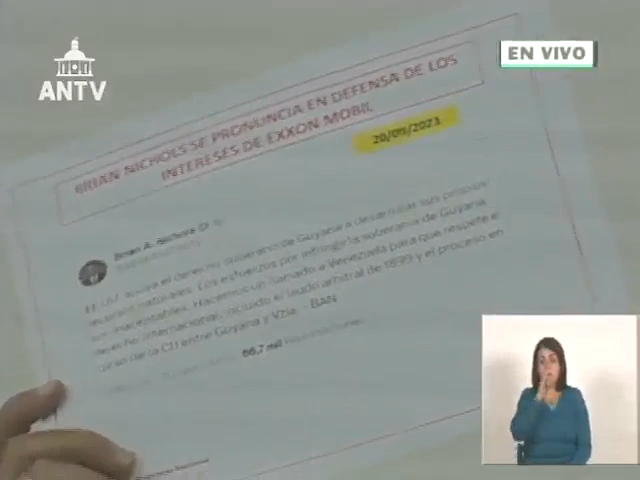 ANTV
EN VIVO
BRIAN NICHOLS SE PRONUNCIA EN DEFENSA DE LOS
INTERESES DE EXXON MOBIL
20/09/2023
Brian A. Nichols
EE.UU. apoya el derecho soberano de Guyana a desarrollar sus propios
recursos naturales. Los esfuerzos por infringir la soberanía de Guyana
son inaceptables. Hacemos un llamado a Venezuela para que respete el
derecho internacional, incluido el laudo arbitral de 1899 y el proceso en
curso de la CIJ entre Guyana y Vzla - BAN
66,7 mil